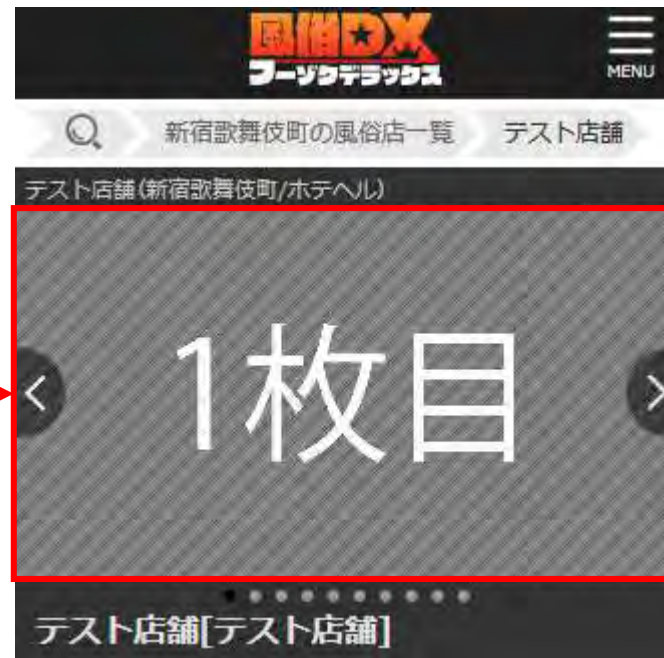 風俗DX
フーゾクデラックス
MENU
新宿歌舞伎町の風俗店一覧 テスト店舗
テスト店舗(新宿歌舞伎町/ホテヘル)
1枚目
テスト店舗[テスト店舗]